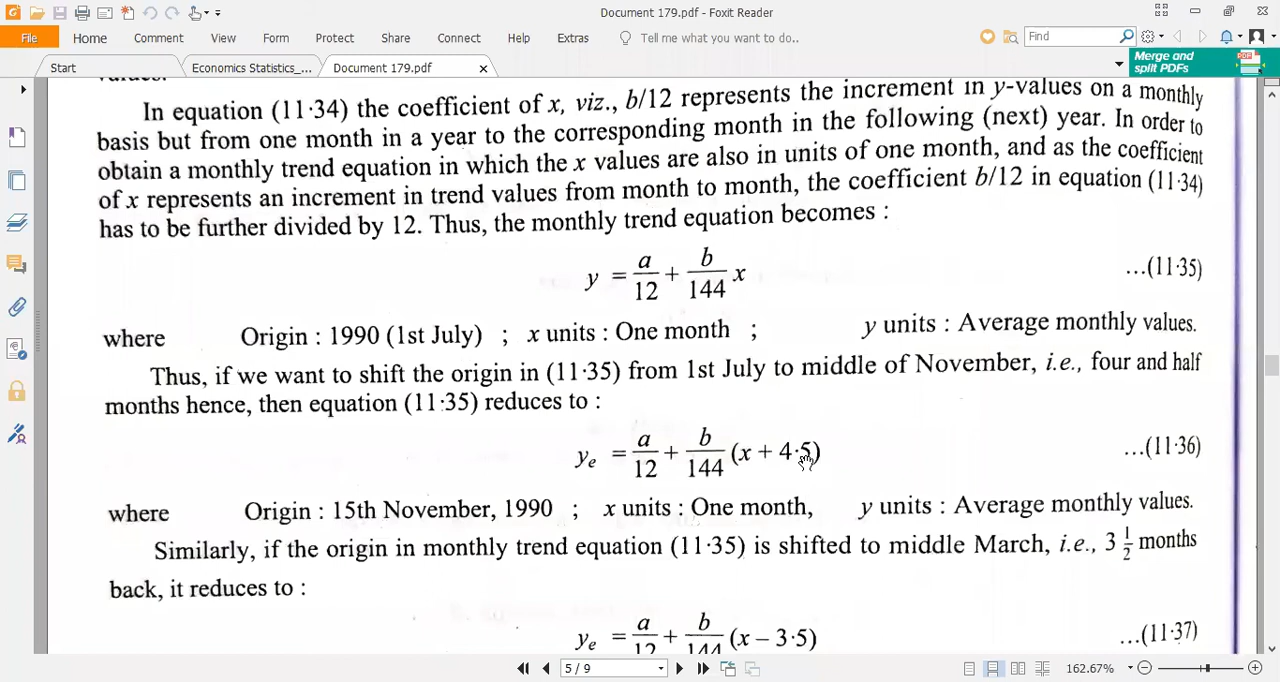 Document 179.pdf - Foxit Reader
File Home Comment View Form Protect Share Connect Help Extras Tell me what you want to do.. Find
Start Economics Statistics_... Document 179.pdf
Merge and
split PDFs
values.
In equation (11·34) the coefficient of x, viz., b/12 represents the increment in y-values on a monthly
basis but from one month in a year to the corresponding month in the following (next) year. In order to
obtain a monthly trend equation in which the x values are also in units of one month, and as the coefficient
of x represents an increment in trend values from month to month, the coefficient b/12 in equation (11·34)
has to be further divided by 12. Thus, the monthly trend equation becomes :
y = a/12 + b/144 x ...(11·35)
where Origin : 1990 (1st July) ; x units : One month ; y units : Average monthly values.
Thus, if we want to shift the origin in (11·35) from 1st July to middle of November, i.e., four and half
months hence, then equation (11·35) reduces to :
yₑ = a/12 + b/144 (x + 4·5) ...(11·36)
where Origin : 15th November, 1990 ; x units : One month, y units : Average monthly values.
Similarly, if the origin in monthly trend equation (11·35) is shifted to middle March, i.e., 3 1/2 months
back, it reduces to :
yₑ = a/12 + b/144 (x – 3·5) ...(11·37)
5 / 9 162.67%